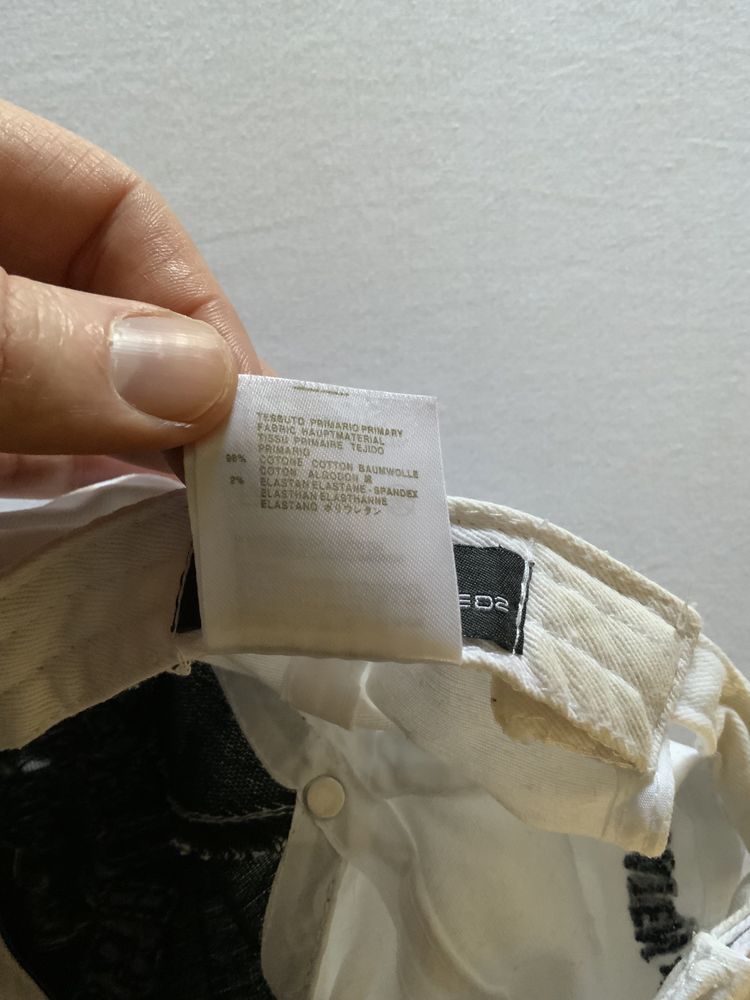 TESSUTO PRIMARIO PRIMARY
FABRIC HAUPTMATERIAL
TISSU PRIMAIRE TEJIDO
PRIMARIO
98% COTONE COTTON BAUMWOLLE
COTON ALGODON 綿
2% ELASTAN ELASTANE-SPANDEX
ELASTHAN ELASTHANNE
ELASTANO ポリウレタン